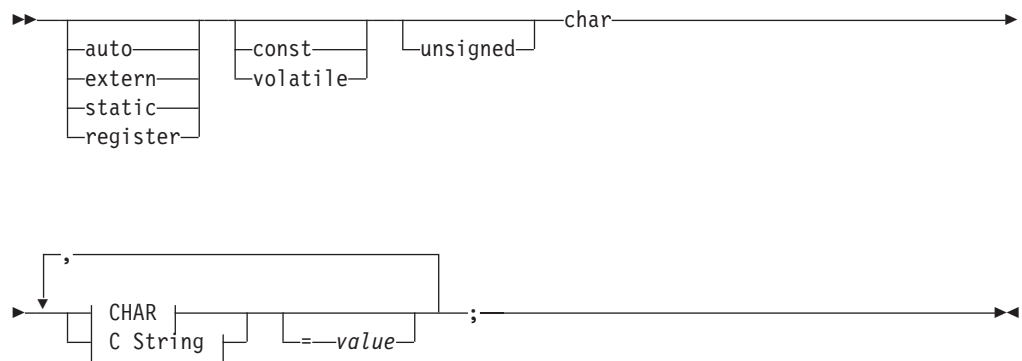 char
auto const unsigned
extern volatile
static
register
,
CHAR ;
C String = value